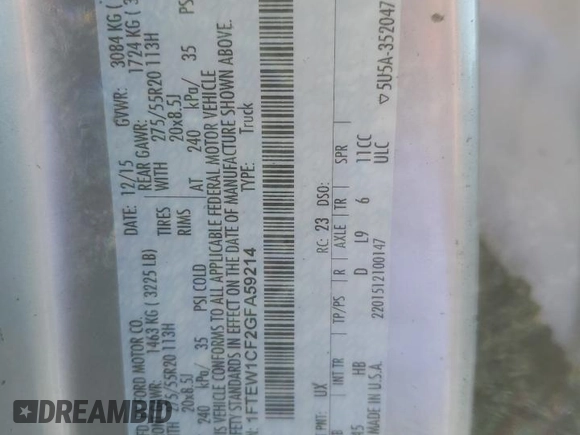 FORD MOTOR CO. DATE: 12/15 GVWR: 3084 KG
1463 KG ( 3225 LB) REAR GAWR: 1724 KG
275/55R20 113H TIRES WITH 275/55R20 113H
20x8.5J RIMS 20x8.5J
240 kPa/ 35 PSI COLD AT 240 kPa/ 35 PSI
VEHICLE CONFORMS TO ALL APPLICABLE FEDERAL MOTOR VEHICLE
SAFETY STANDARDS IN EFFECT ON THE DATE OF MANUFACTURE SHOWN ABOVE.
1FTEW1CF2GFA59214 TYPE: Truck
PNT: UX RC: 23 DSO:
INT TR TP/PS R AXLE TR SPR
HB D L9 6 11CC
MADE IN U.S.A. 2201512100147 ULC
▽5U5A-352047
AUTOBIDMASTER